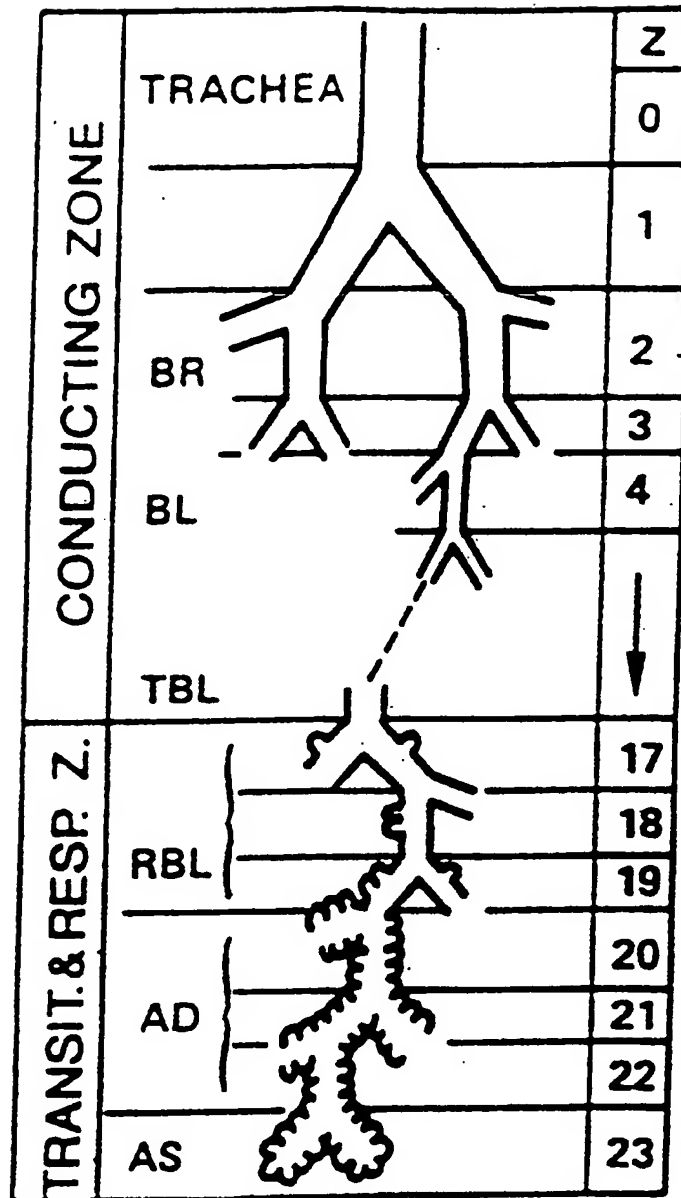 Z
TRACHEA
0
CONDUCTING ZONE
1
BR
2
3
BL
4
TBL
TRANSIT. & RESP. Z.
17
18
RBL
19
20
AD
21
22
AS
23